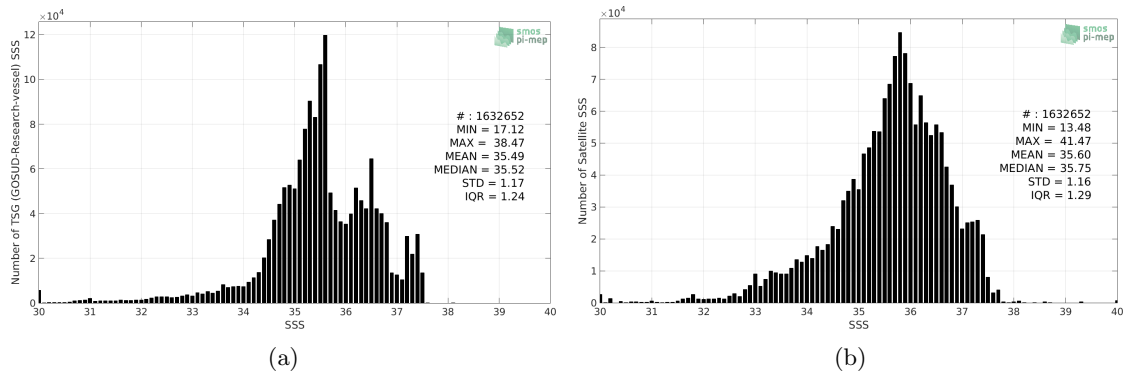 ×10⁴
smos
pi-mep
12
10
8
6
4
2
0
Number of TSG (GOSUD-Research-vessel) SSS
# : 1632652
MIN = 17.12
MAX = 38.47
MEAN = 35.49
MEDIAN = 35.52
STD = 1.17
IQR = 1.24
30 31 32 33 34 35 36 37 38 39 40
SSS
(a)
×10⁴
smos
pi-mep
8
7
6
5
4
3
2
1
0
Number of Satellite SSS
# : 1632652
MIN = 13.48
MAX = 41.47
MEAN = 35.60
MEDIAN = 35.75
STD = 1.16
IQR = 1.29
30 31 32 33 34 35 36 37 38 39 40
SSS
(b)